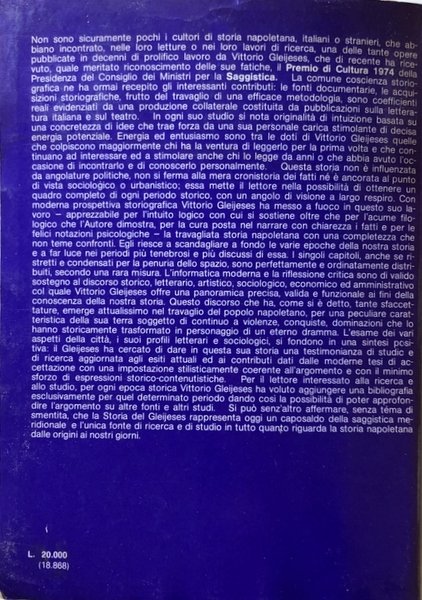 Non sono sicuramente pochi i cultori di storia napoletana, italiani o stranieri, che ab-
biano incontrato, nelle loro letture o nei loro lavori di ricerca, una delle tante opere
pubblicate in decenni di prolifico lavoro da Vittorio Gleijeses, che di recente ha rice-
vuto, quale meritato riconoscimento delle sue fatiche, il Premio di Cultura 1974 della
Presidenza del Consiglio dei Ministri per la Saggistica. La comune coscienza storio-
grafica ne ha ormai recepito gli interessanti contributi: le fonti documentarie, le acqui-
sizioni storiografiche, frutto del travaglio di una efficace metodologia, sono coefficienti
reali evidenziati da una produzione collaterale costituita da pubblicazioni sulla lettera-
tura italiana e sul teatro. In ogni suo studio si nota originalità di intuizione basata su
una concretezza di idee che trae forza da una sua personale carica stimolante di decisa
energia potenziale. Energia ed entusiasmo sono tra le doti di Vittorio Gleijeses quelle
che colpiscono maggiormente chi ha la ventura di leggerlo per la prima volta e che con-
tinuano ad interessare ed a stimolare anche chi lo legge da anni o che abbia avuto l'oc-
casione di incontrarlo e di conoscerlo personalmente. Questa storia non è influenzata
da angolature politiche, non si ferma alla mera cronistoria dei fatti né è ancorata al punto
di vista sociologico o urbanistico; essa mette il lettore nella possibilità di ottenere un
quadro completo di ogni periodo storico, con un angolo di visione a largo respiro. Con
moderna prospettiva storiografica Vittorio Gleijeses ha messo a fuoco in questo suo la-
voro — apprezzabile per l'intuito logico con cui si sostiene oltre che per l'acume filo-
logico che l'Autore dimostra, per la cura posta nel narrare con chiarezza i fatti e per le
felici notazioni psicologiche — la travagliata storia napoletana con una completezza che
non teme confronti. Egli riesce a scandagliare a fondo le varie epoche della nostra storia
e a far luce nei periodi più tenebrosi e più discussi di essa. I singoli capitoli, anche se ri-
stretti e condensati per la penuria dello spazio, sono perfettamente e ordinatamente distri-
buiti, secondo una rara misura. L'informatica moderna e la riflessione critica sono di valido
sostegno al discorso storico, letterario, artistico, sociologico, economico ed amministrativo
col quale Vittorio Gleijeses offre una panoramica precisa, valida e funzionale ai fini della
conoscenza della nostra storia. Questo discorso che ha, come si è detto, tante sfaccet-
tature, emerge attualissimo nel travaglio del popolo napoletano, per una peculiare carat-
teristica della sua terra soggetto di continuo a violenze, conquiste, dominazioni che lo
hanno storicamente trasformato in personaggio di un eterno dramma. L'esame dei vari
aspetti della città, i suoi profili letterari e sociologici, si fondono in una sintesi posi-
tiva: il Gleijeses ha cercato di dare in questa sua storia una testimonianza di studio e
di ricerca aggiornata agli esiti attuali ed ai contributi dati dalle moderne tesi di ac-
cettazione con una impostazione stilisticamente coerente all'argomento e con il minimo
sforzo di espressioni storico-contenutistiche. Per il lettore interessato alla ricerca e
allo studio, per ogni epoca storica Vittorio Gleijeses ha voluto aggiungere una bibliografia
esclusivamente per quel determinato periodo dando così la possibilità di poter approfon-
dire l'argomento su altre fonti e altri studi. Si può senz'altro affermare, senza tèma di
smentita, che la Storia del Gleijeses rappresenta oggi un caposaldo della saggistica me-
ridionale e l'unica fonte di ricerca e di studio in tutto quanto riguarda la storia napoletana
dalle origini ai nostri giorni.
L. 20.000
(18.868)